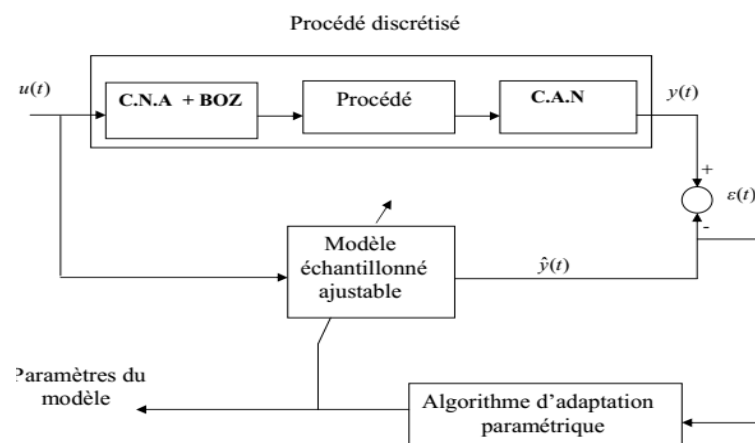 Procédé discrétisé
u(t)
C.N.A + BOZ
Procédé
C.A.N
y(t)
+
ε(t)
-
Modèle
échantillonné
ajustable
ŷ(t)
Paramètres du
modèle
Algorithme d’adaptation
paramétrique